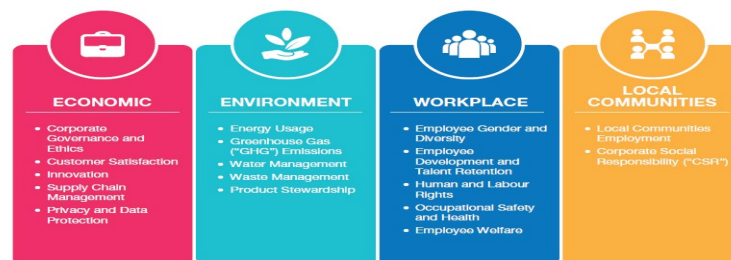 ECONOMIC
• Corporate
Governance and
Ethics
• Customer Satisfaction
• Innovation
• Supply Chain
Management
• Privacy and Data
Protection
ENVIRONMENT
• Energy Usage
• Greenhouse Gas
("GHG") Emissions
• Water Management
• Waste Management
• Product Stewardship
WORKPLACE
• Employee Gender and
Diversity
• Employee
Development and
Talent Retention
• Human and Labour
Rights
• Occupational Safety
and Health
• Employee Welfare
LOCAL
COMMUNITIES
• Local Communities
Employment
• Corporate Social
Responsibility ("CSR")